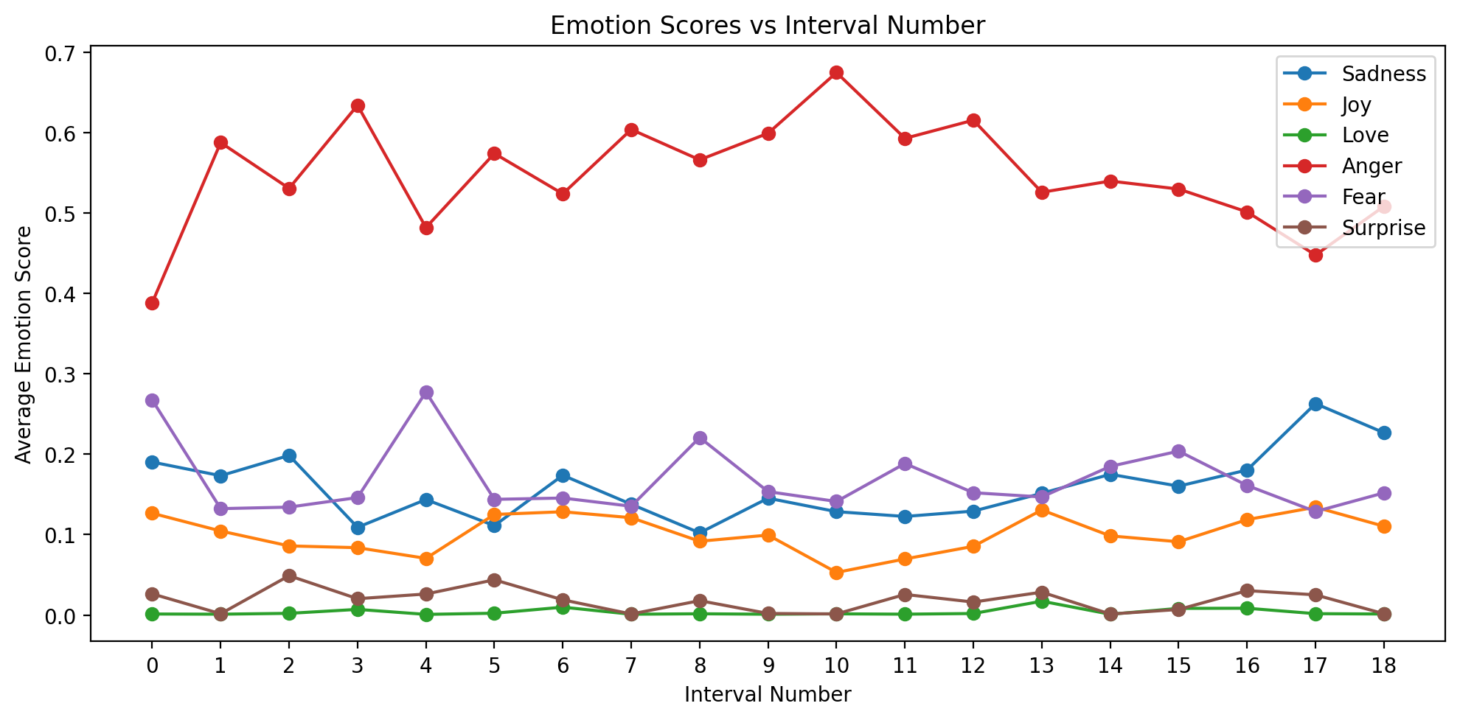 Emotion Scores vs Interval Number
Sadness
Joy
Love
Anger
Fear
Surprise
Average Emotion Score
0.7
0.6
0.5
0.4
0.3
0.2
0.1
0.0
0 1 2 3 4 5 6 7 8 9 10 11 12 13 14 15 16 17 18
Interval Number